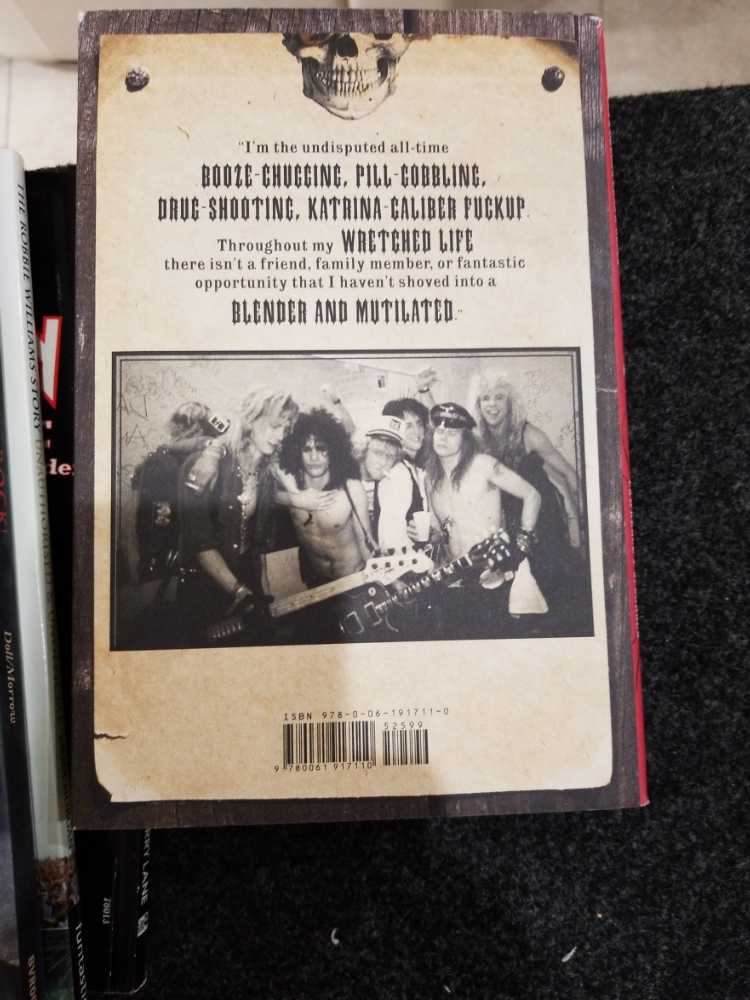 "I'm the undisputed all-time
BOOZE-CHUGGING, PILL-GOBBLING,
DRUG-SHOOTING, KATRINA-CALIBER FUCKUP.
Throughout my WRETCHED LIFE
there isn't a friend, family member, or fantastic
opportunity that I haven't shoved into a
BLENDER AND MUTILATED."
ISBN 978-0-06-191711-0
52599
9 780061 917110
THE ROBBIE WILLIAMS STORY UNAUTHORISED
Doll/Morrow